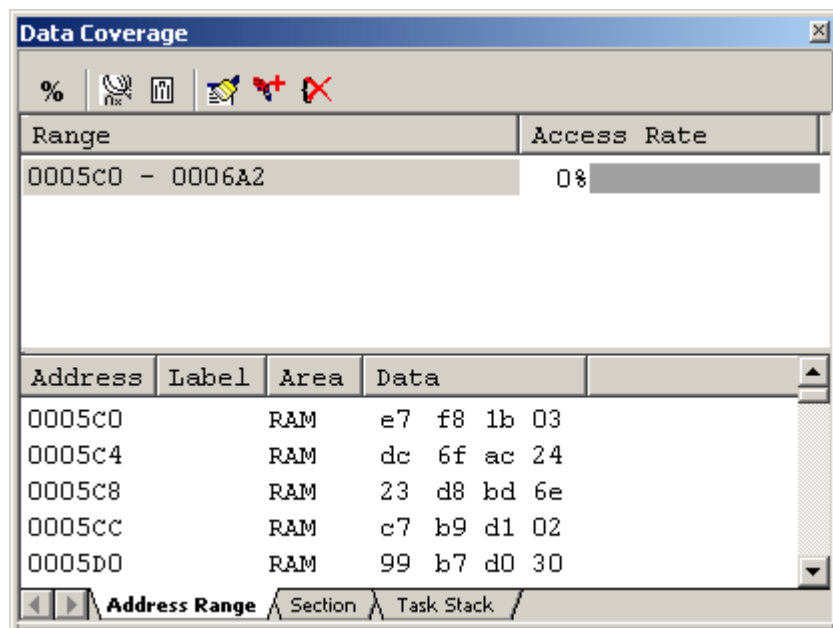 Data Coverage
%
Range Access Rate
0005C0 - 0006A2 0%
Address Label Area Data
0005C0 RAM e7 f8 1b 03
0005C4 RAM dc 6f ac 24
0005C8 RAM 23 d8 bd 6e
0005CC RAM c7 b9 d1 02
0005D0 RAM 99 b7 d0 30
Address Range Section Task Stack